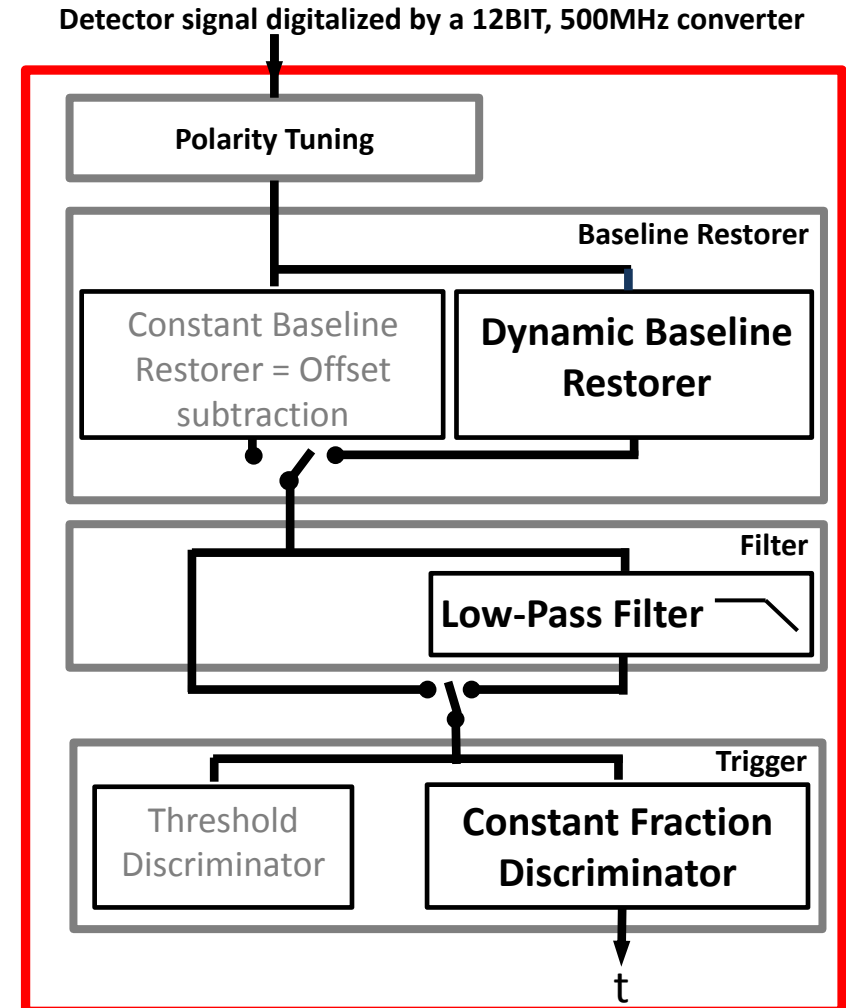 Detector signal digitalized by a 12BIT, 500MHz converter
Polarity Tuning
Baseline Restorer
Constant Baseline
Restorer = Offset
subtraction
Dynamic Baseline
Restorer
Filter
Low-Pass Filter
Trigger
Threshold
Discriminator
Constant Fraction
Discriminator
t